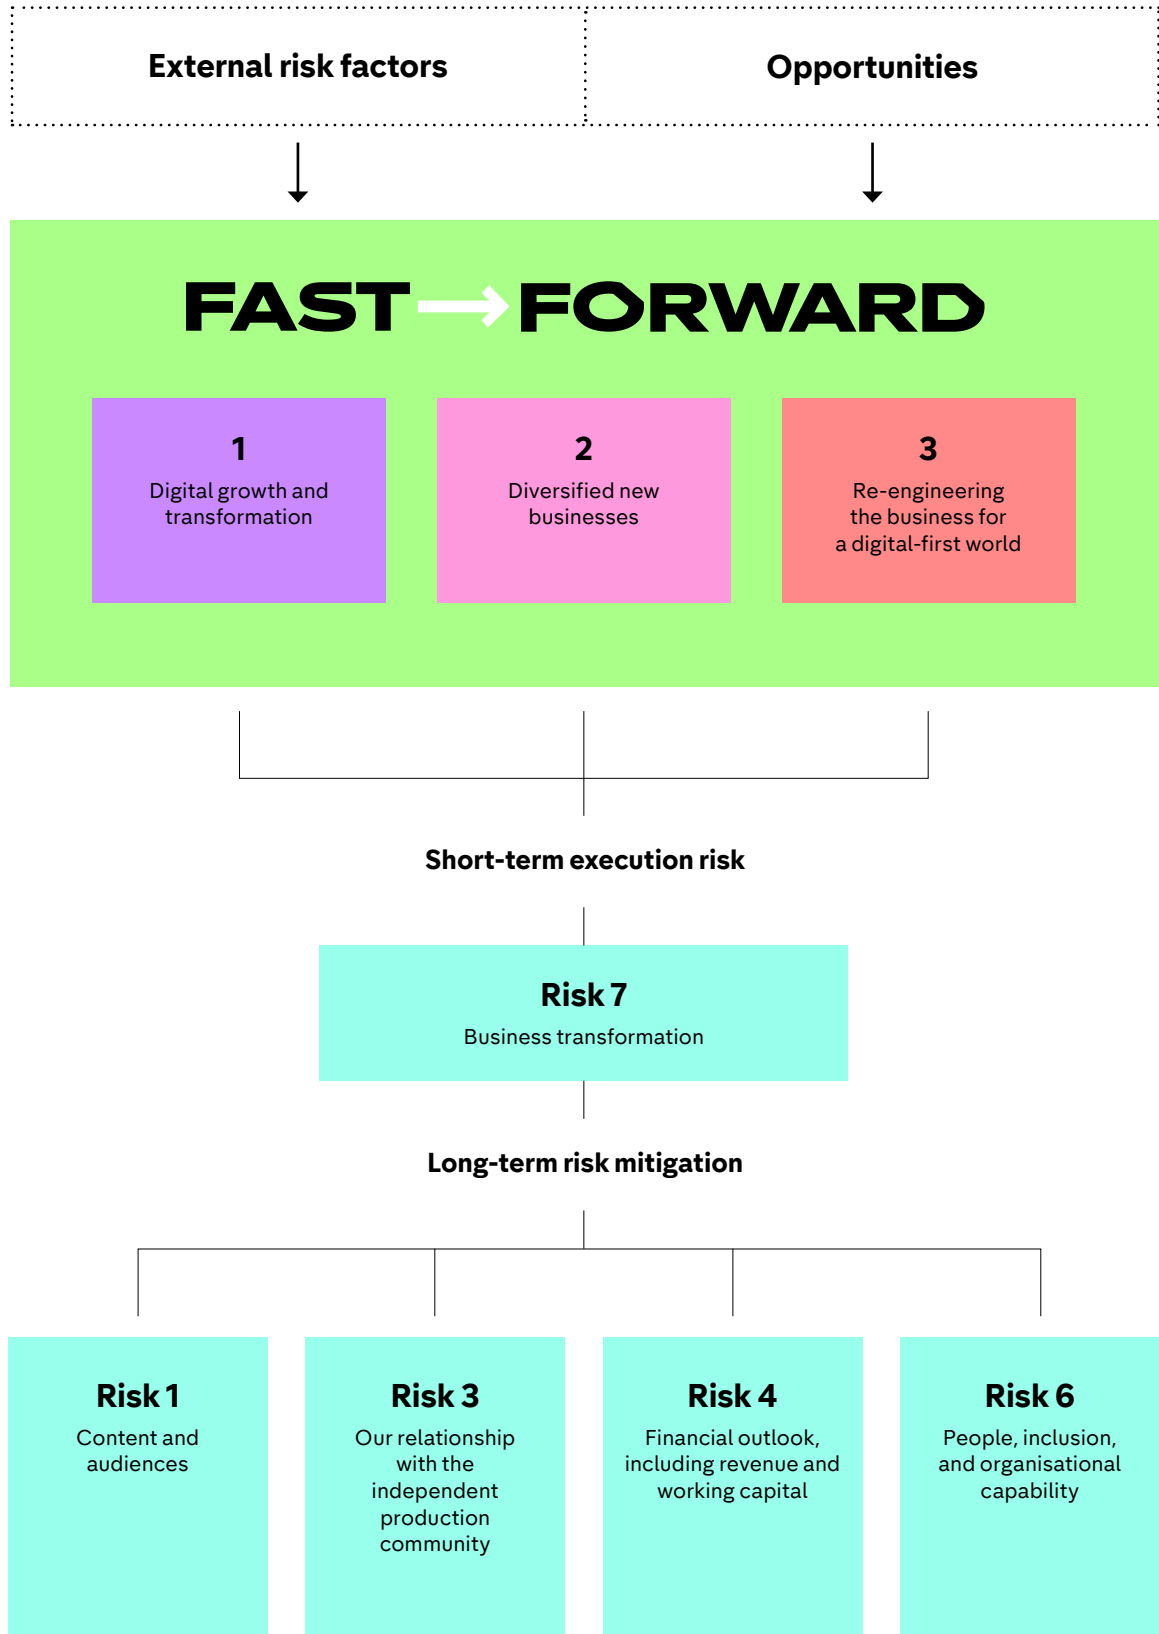 External risk factors
Opportunities
FAST FORWARD
1
Digital growth and
transformation
2
Diversified new
businesses
3
Re-engineering
the business for
a digital-first world
Short-term execution risk
Risk 7
Business transformation
Long-term risk mitigation
Risk 1
Content and
audiences
Risk 3
Our relationship
with the
independent
production
community
Risk 4
Financial outlook,
including revenue and
working capital
Risk 6
People, inclusion,
and organisational
capability